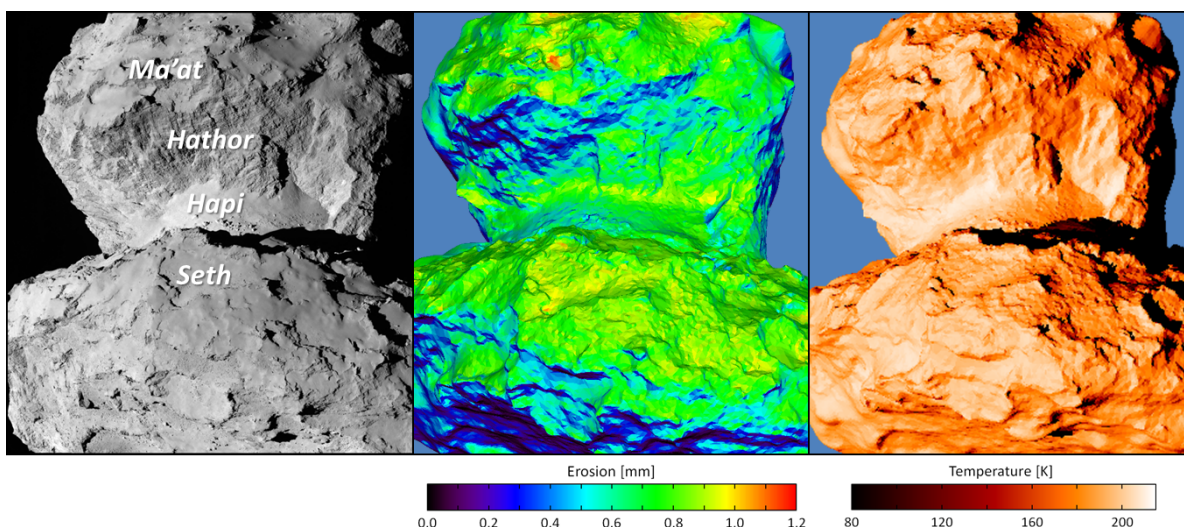 Ma'at
Hathor
Hapi
Seth
Erosion [mm]
0.0 0.2 0.4 0.6 0.8 1.0 1.2
Temperature [K]
80 120 160 200